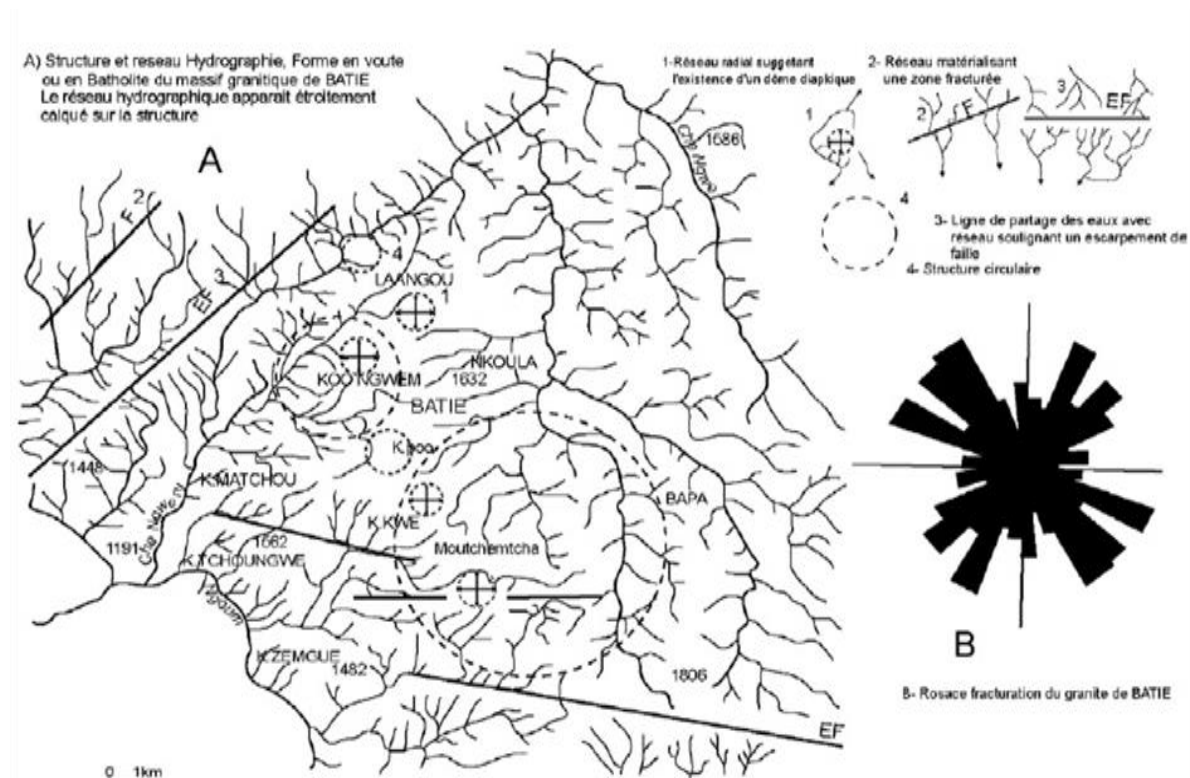 A) Structure et reseau Hydrographie, Forme en voute
ou en Batholite du massif granitique de BATIE
Le réseau hydrographique apparait étroitement
calqué sur la structure
A
1-Réseau radial suggetant
l'existence d'un dôme diapkique
2- Réseau matérialisant
une zone fracturée
1
2
F
3
EF
4
3- Ligne de partage des eaux avec
réseau soulignant un escarpement de
faille
4- Structure circulaire
1586
2
F
3
EF
4
LAANGOU
1
NKOULA
KOO'NGWEM
1632
BATIE
K.poo
1448
K.MATCHOU
BAPA
K.KWE
1191
1662
Moutchemtcha
K.TCHOUNGWE
K.ZEMGUE
1482
1806
EF
0 1km
B
B- Rosace fracturation du granite de BATIE